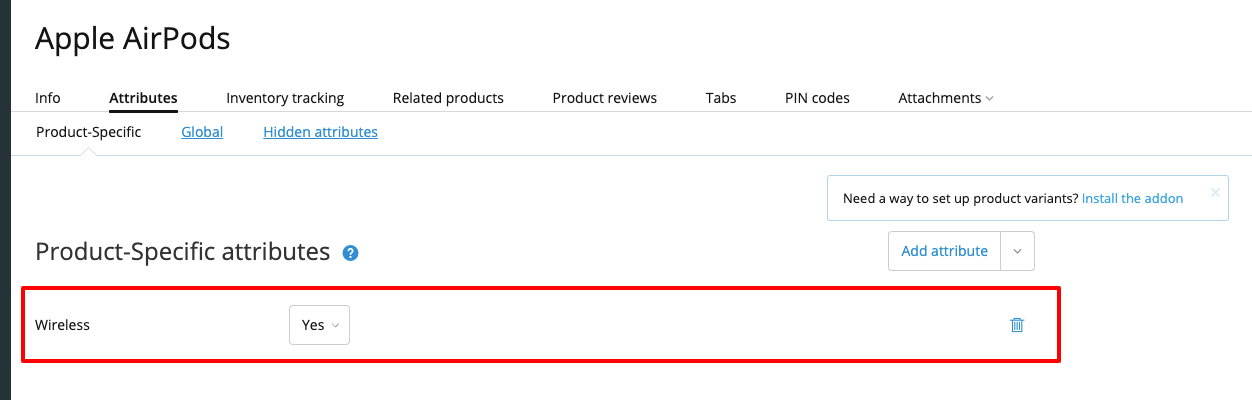 Apple AirPods
Info Attributes Inventory tracking Related products Product reviews Tabs PIN codes Attachments
Product-Specific Global Hidden attributes
Need a way to set up product variants? Install the addon
Product-Specific attributes ?
Add attribute
Wireless Yes